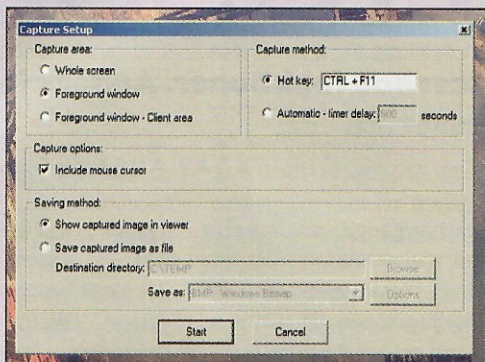 Capture Setup
Capture area:
Whole screen
Foreground window
Foreground window - Client area
Capture method:
Hot key: CTRL + F11
Automatic - timer delay: seconds
Capture options:
Include mouse cursor
Saving method:
Show captured image in viewer
Save captured image as file
Destination directory: C:\TEMP Browse
Save as: BMP - Windows Bitmap Options
Start Cancel